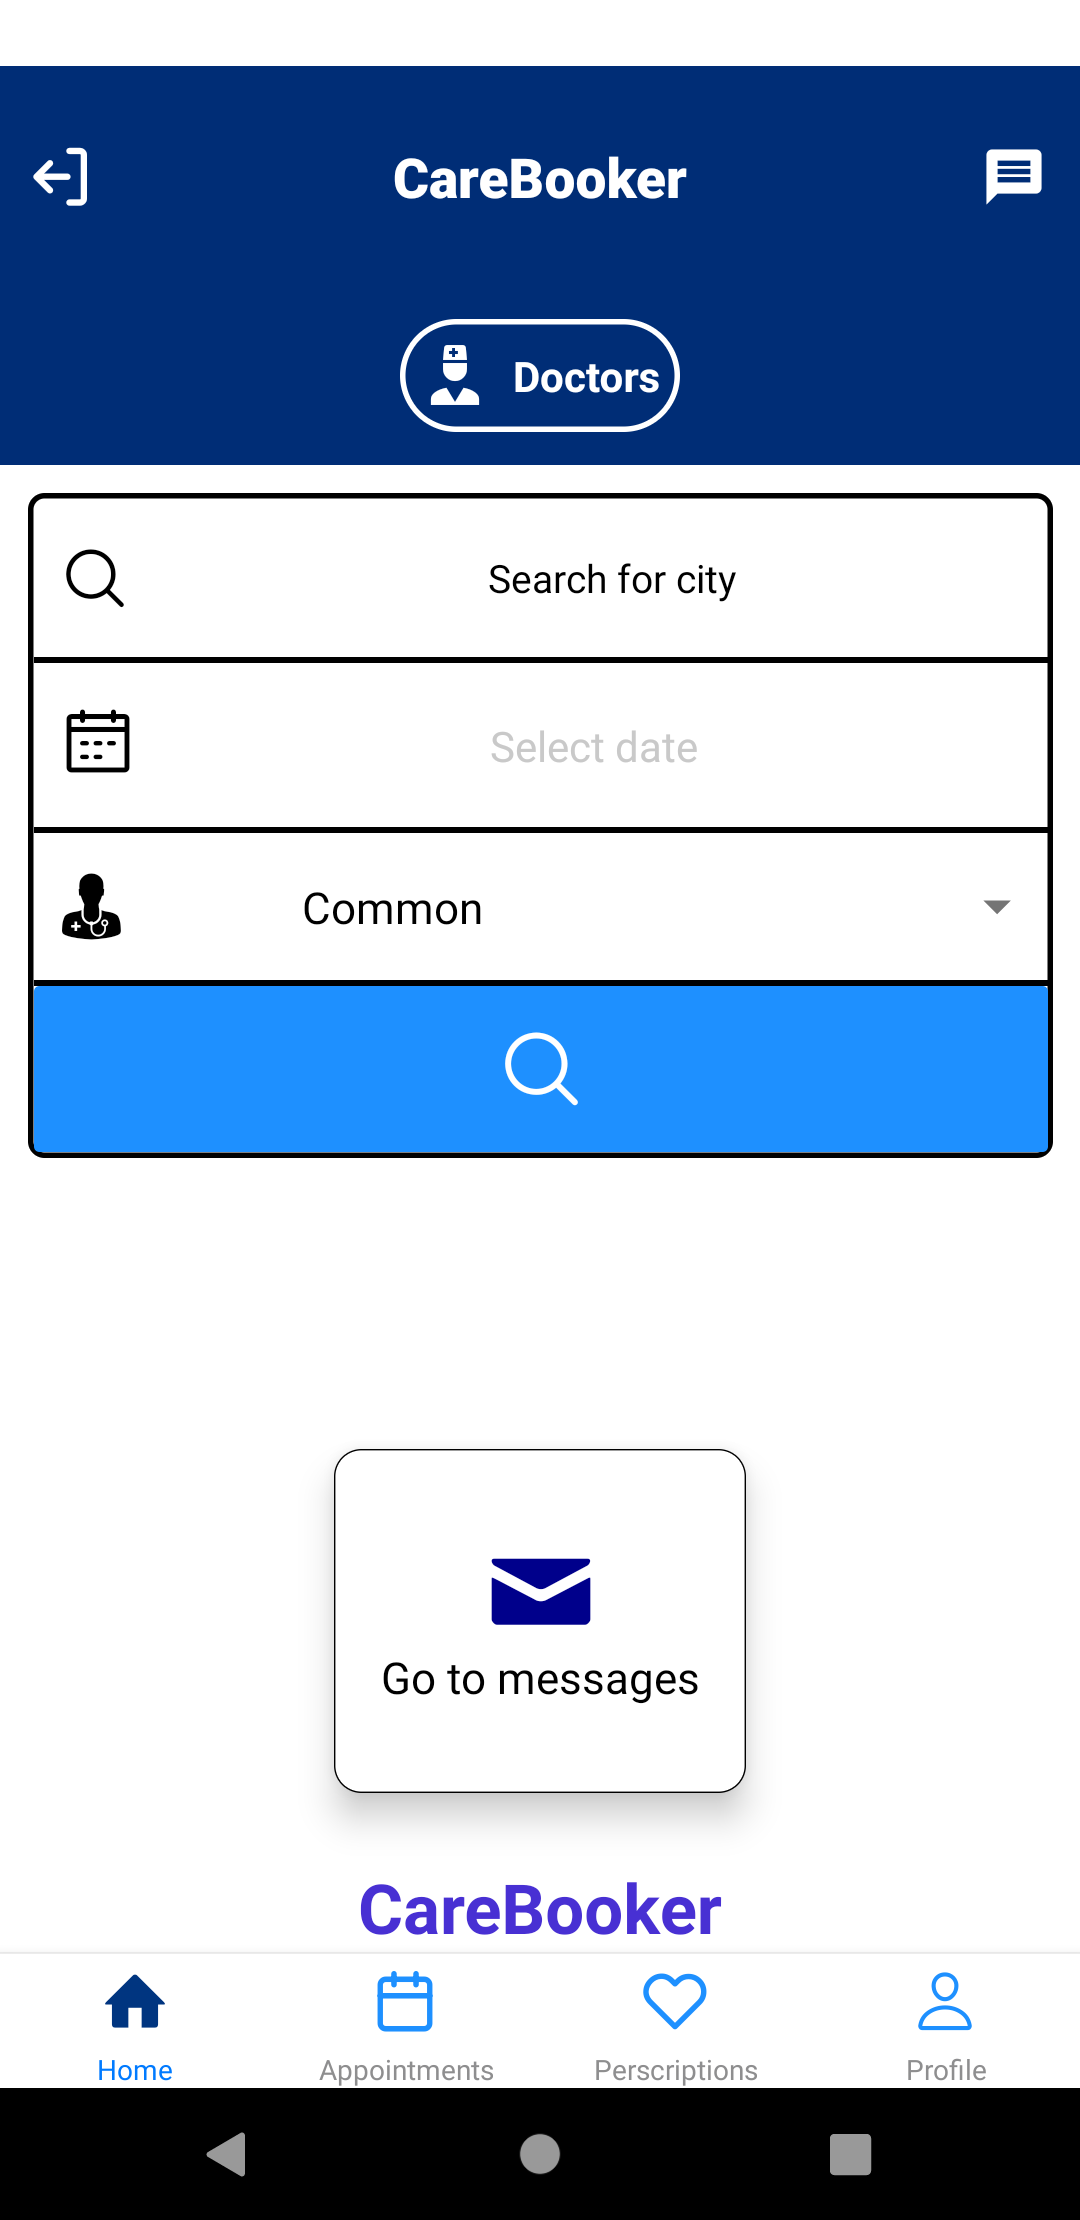 CareBooker
Doctors
Search for city
Select date
Common
Go to messages
CareBooker
Home
Appointments
Perscriptions
Profile